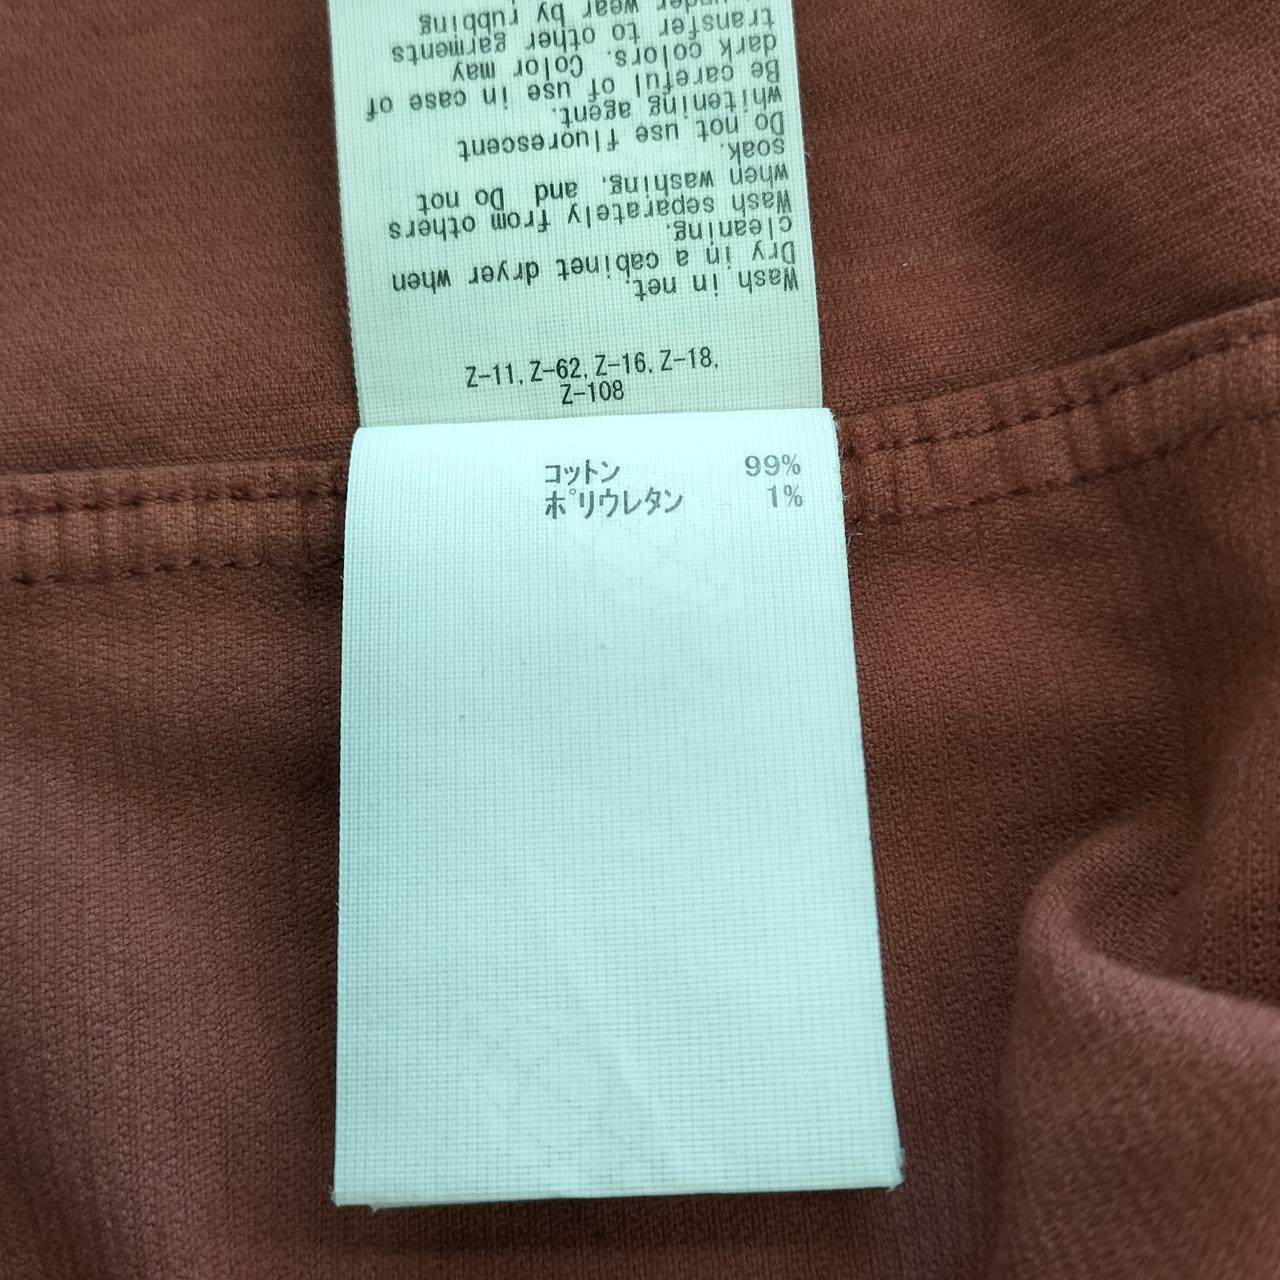 Wash in net.
Dry in a cabinet dryer when
cleaning.
Wash separately from others
when washing. and Do not
soak.
Do not use fluorescent
whitening agent.
Be careful of use in case of
dark colors. Color may
transfer to other garments
wear by rubbing
Z-11, Z-62, Z-16, Z-18,
Z-108
コットン 99%
ポリウレタン 1%